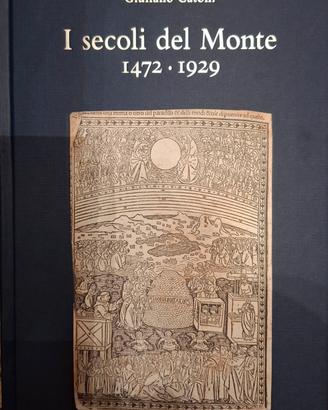 Giuliano Catoni
I secoli del Monte
1472 · 1929